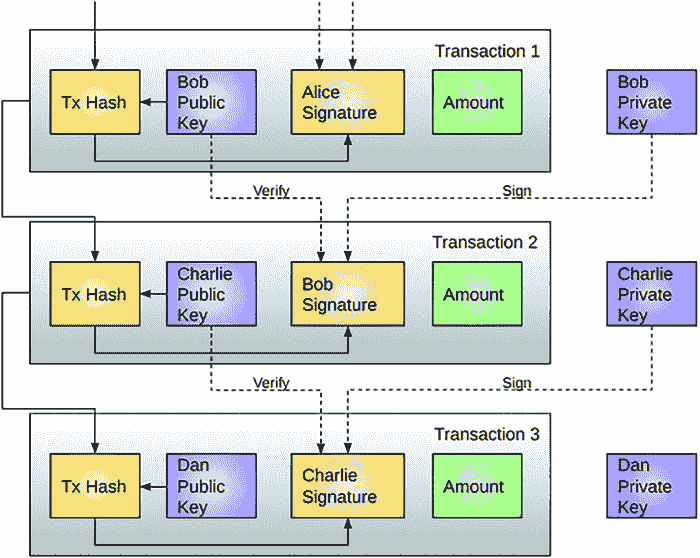 Transaction 1
Tx Hash
Bob
Public
Key
Alice
Signature
Amount
Bob
Private
Key
Verify
Sign
Transaction 2
Tx Hash
Charlie
Public
Key
Bob
Signature
Amount
Charlie
Private
Key
Verify
Sign
Transaction 3
Tx Hash
Dan
Public
Key
Charlie
Signature
Amount
Dan
Private
Key